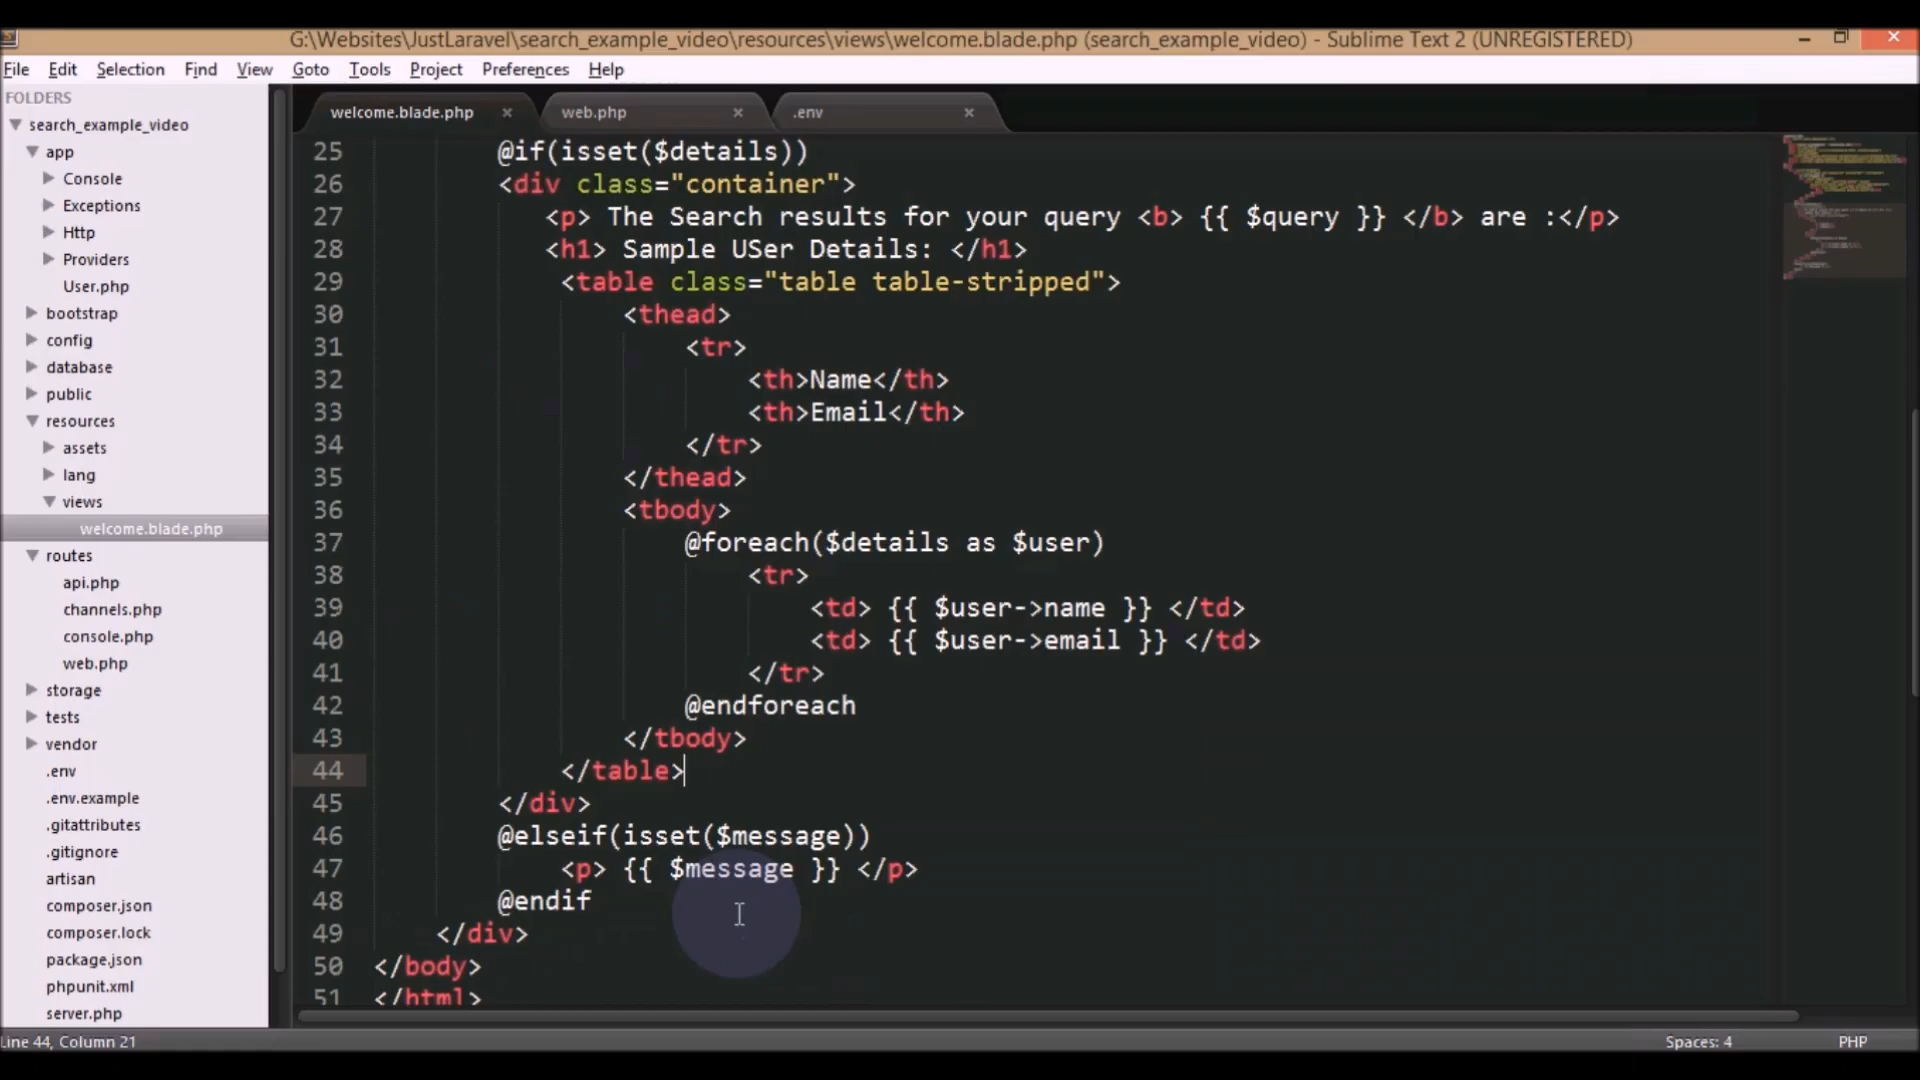 G:\Websites\JustLaravel\search_example_video\resources\views\welcome.blade.php (search_example_video) - Sublime Text 2 (UNREGISTERED)
File Edit Selection Find View Goto Tools Project Preferences Help
FOLDERS
search_example_video
app
Console
Exceptions
Http
Providers
User.php
bootstrap
config
database
public
resources
assets
lang
views
welcome.blade.php
routes
api.php
channels.php
console.php
web.php
storage
tests
vendor
.env
.env.example
.gitattributes
.gitignore
artisan
composer.json
composer.lock
package.json
phpunit.xml
server.php
welcome.blade.php × web.php × .env ×
25 @if(isset($details))
26 <div class="container">
27 <p> The Search results for your query <b> {{ $query }} </b> are :</p>
28 <h1> Sample USer Details: </h1>
29 <table class="table table-stripped">
30 <thead>
31 <tr>
32 <th>Name</th>
33 <th>Email</th>
34 </tr>
35 </thead>
36 <tbody>
37 @foreach($details as $user)
38 <tr>
39 <td> {{ $user->name }} </td>
40 <td> {{ $user->email }} </td>
41 </tr>
42 @endforeach
43 </tbody>
44 </table>
45 </div>
46 @elseif(isset($message))
47 <p> {{ $message }} </p>
48 @endif
49 </div>
50 </body>
51 </html>
Line 44, Column 21 Spaces: 4 PHP